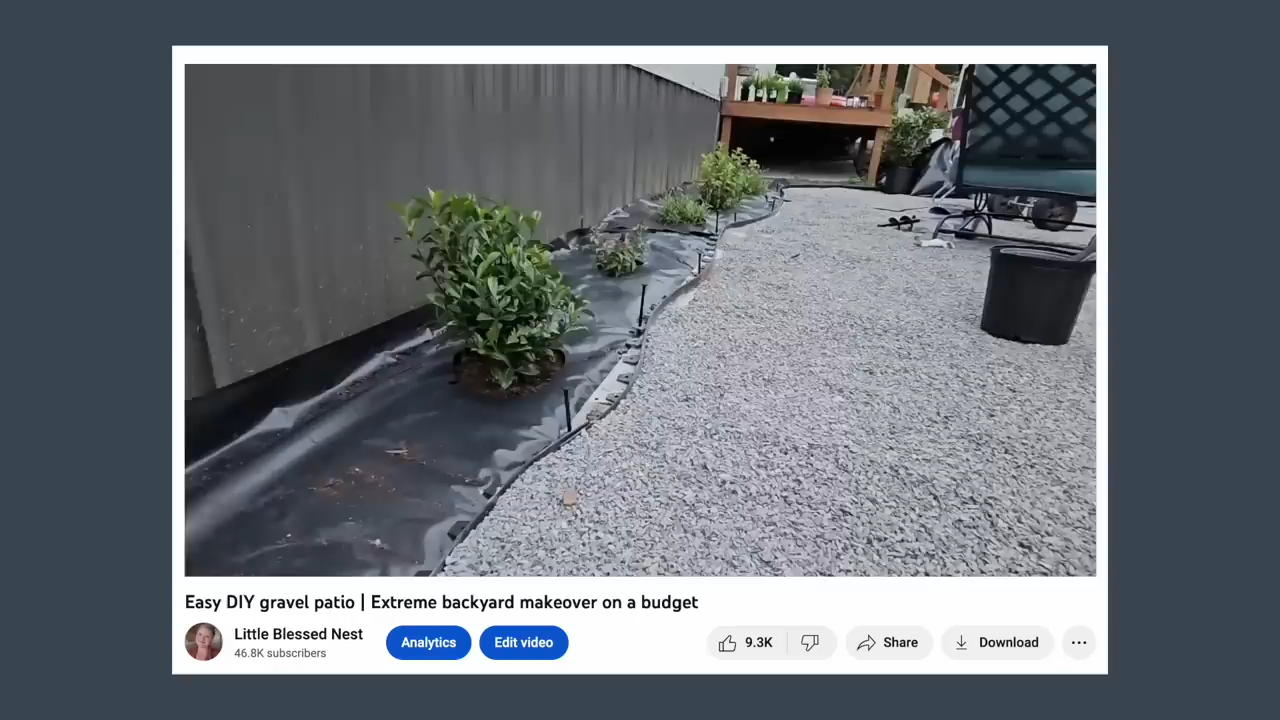 Easy DIY gravel patio | Extreme backyard makeover on a budget
Little Blessed Nest
46.8K subscribers
Analytics
Edit video
9.3K
Share
Download